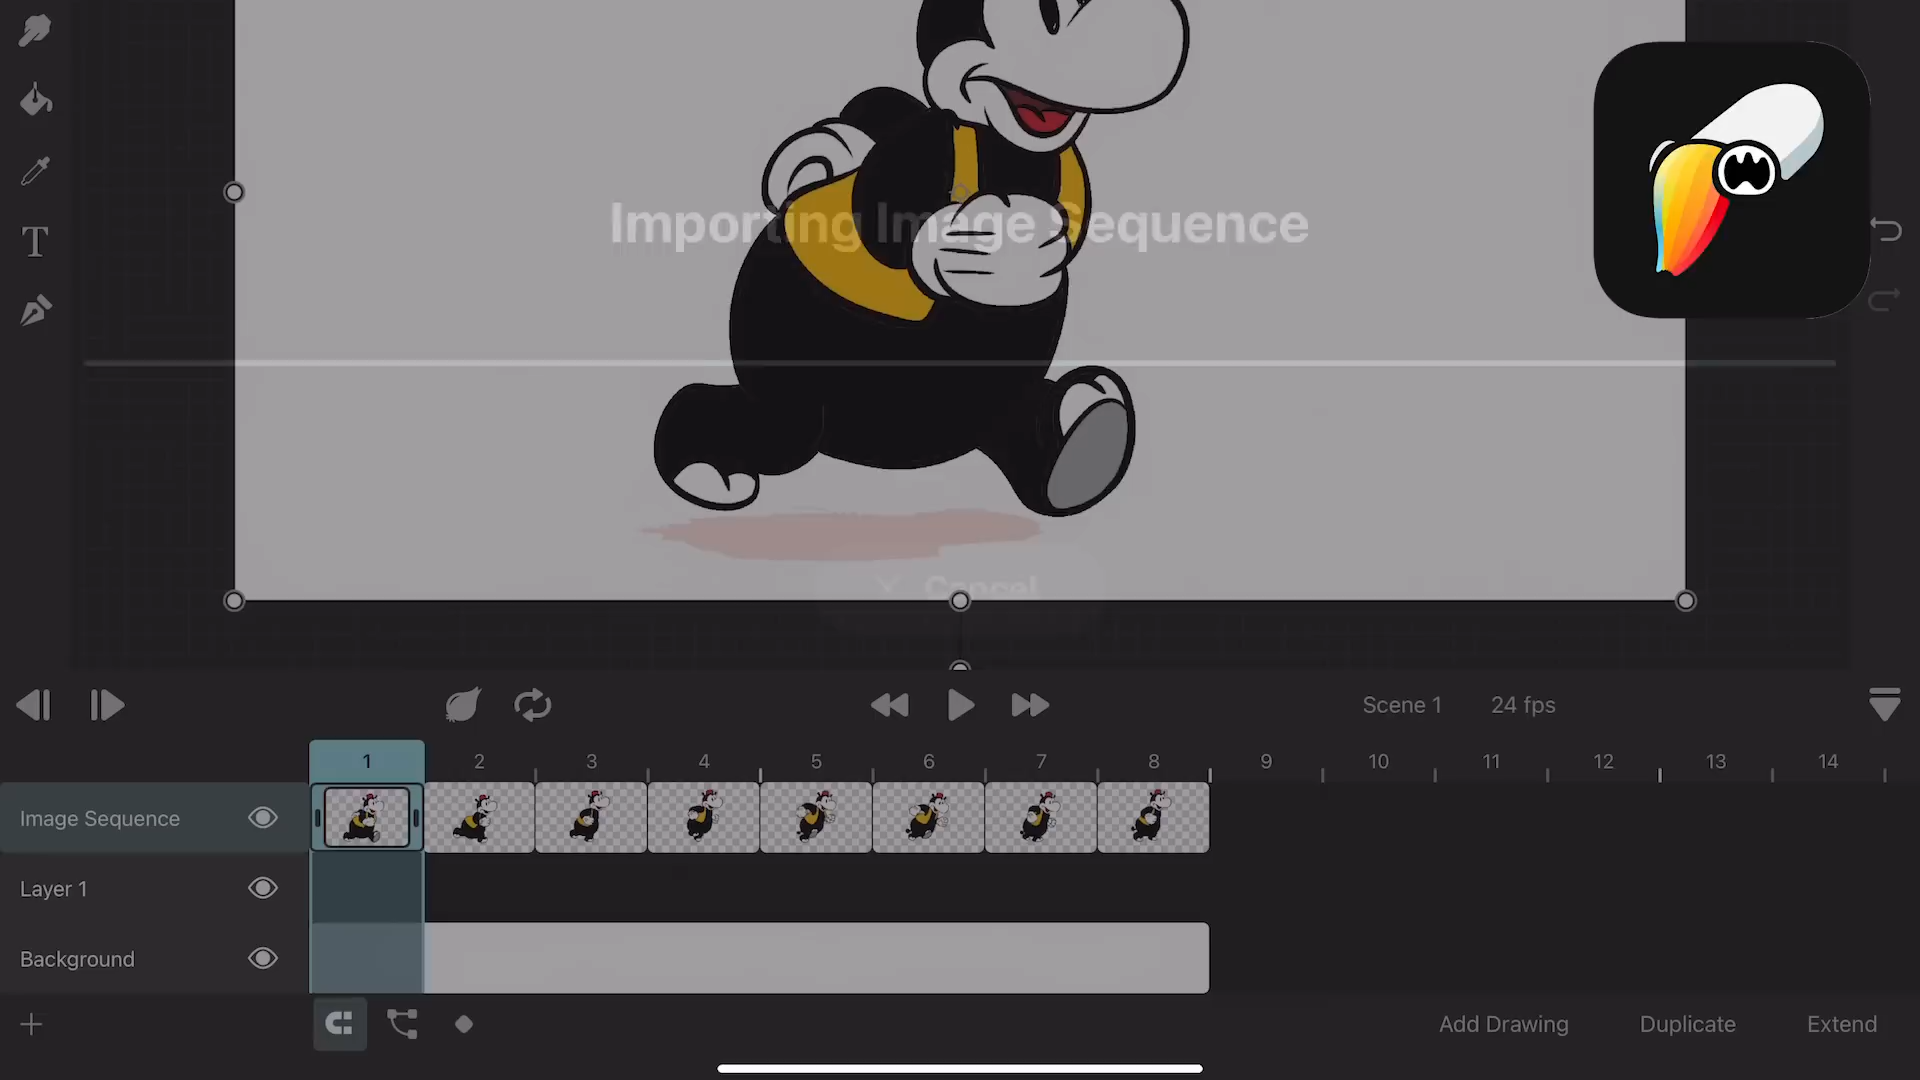 Importing Image Sequence
T
Cancel
Scene 1 24 fps
1 2 3 4 5 6 7 8 9 10 11 12 13 14
Image Sequence
Layer 1
Background
Add Drawing Duplicate Extend